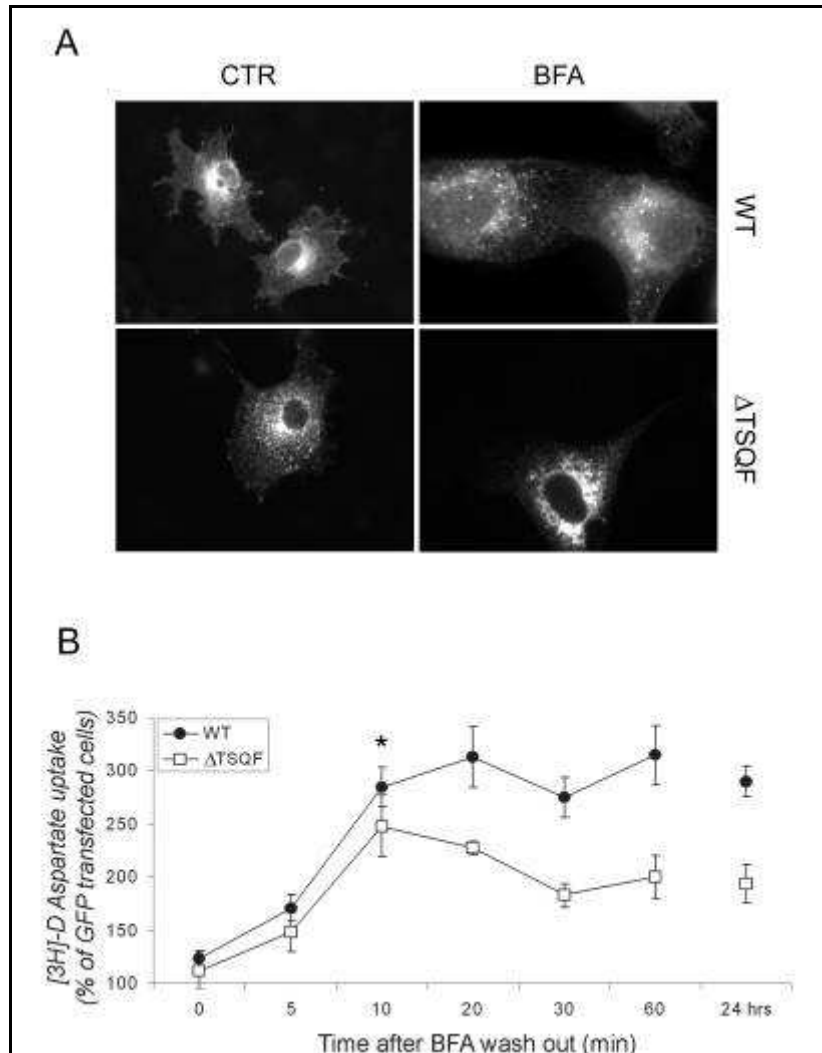 A
CTR BFA
WT
ΔTSQF
B
[3H]-D Aspartate uptake
(% of GFP transfected cells)
350
300
250
200
150
100
WT
ΔTSQF
*
0 5 10 20 30 60 24 hrs
Time after BFA wash out (min)